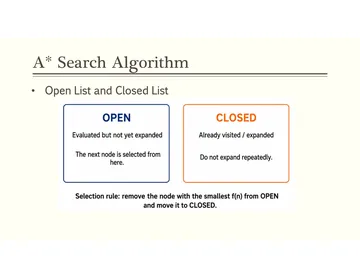 A* Search Algorithm
• Open List and Closed List
OPEN
Evaluated but not yet expanded
The next node is selected from
here.
CLOSED
Already visited / expanded
Do not expand repeatedly.
Selection rule: remove the node with the smallest f(n) from OPEN
and move it to CLOSED.